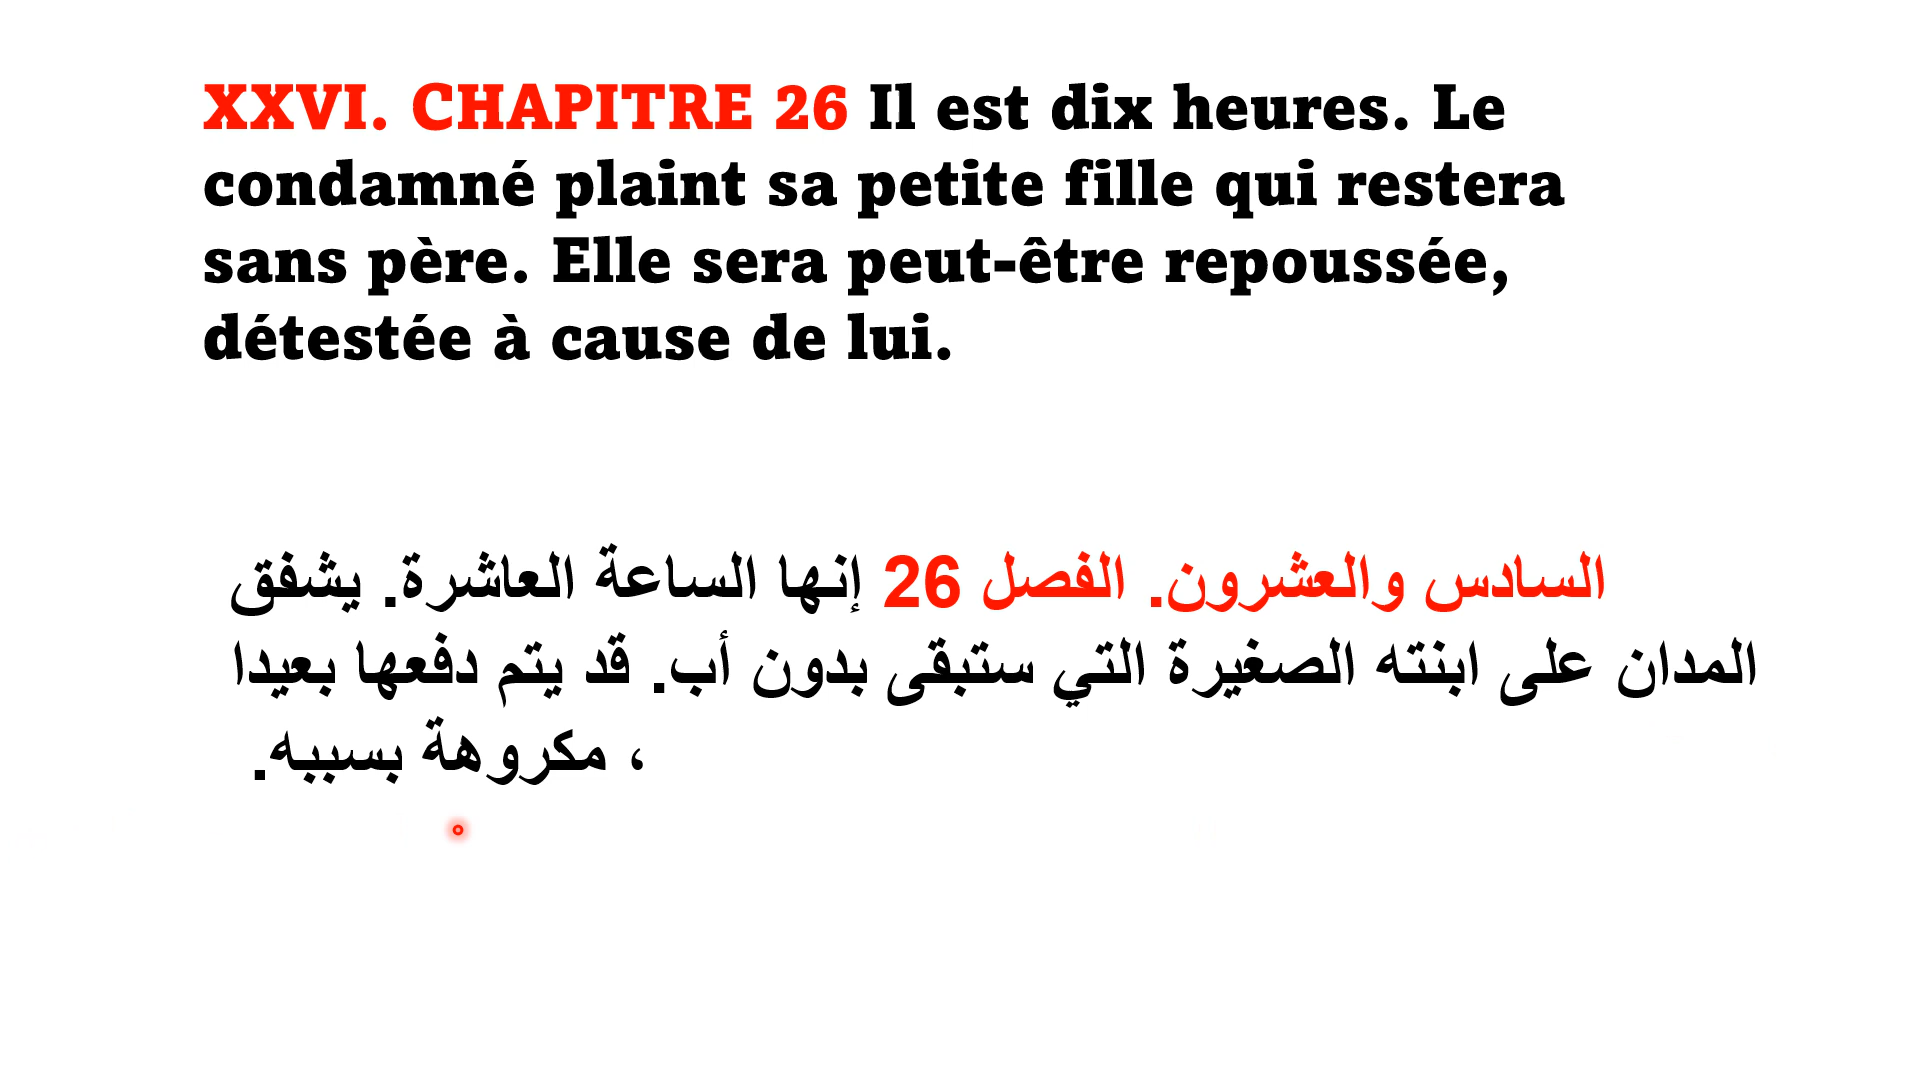 XXVI. CHAPITRE 26 Il est dix heures. Le
condamné plaint sa petite fille qui restera
sans père. Elle sera peut-être repoussée,
détestée à cause de lui.
السادس والعشرون. الفصل 26 إنها الساعة العاشرة. يشفق
المدان على ابنته الصغيرة التي ستبقى بدون أب. قد يتم دفعها بعيدا
، مكروهة بسببه.